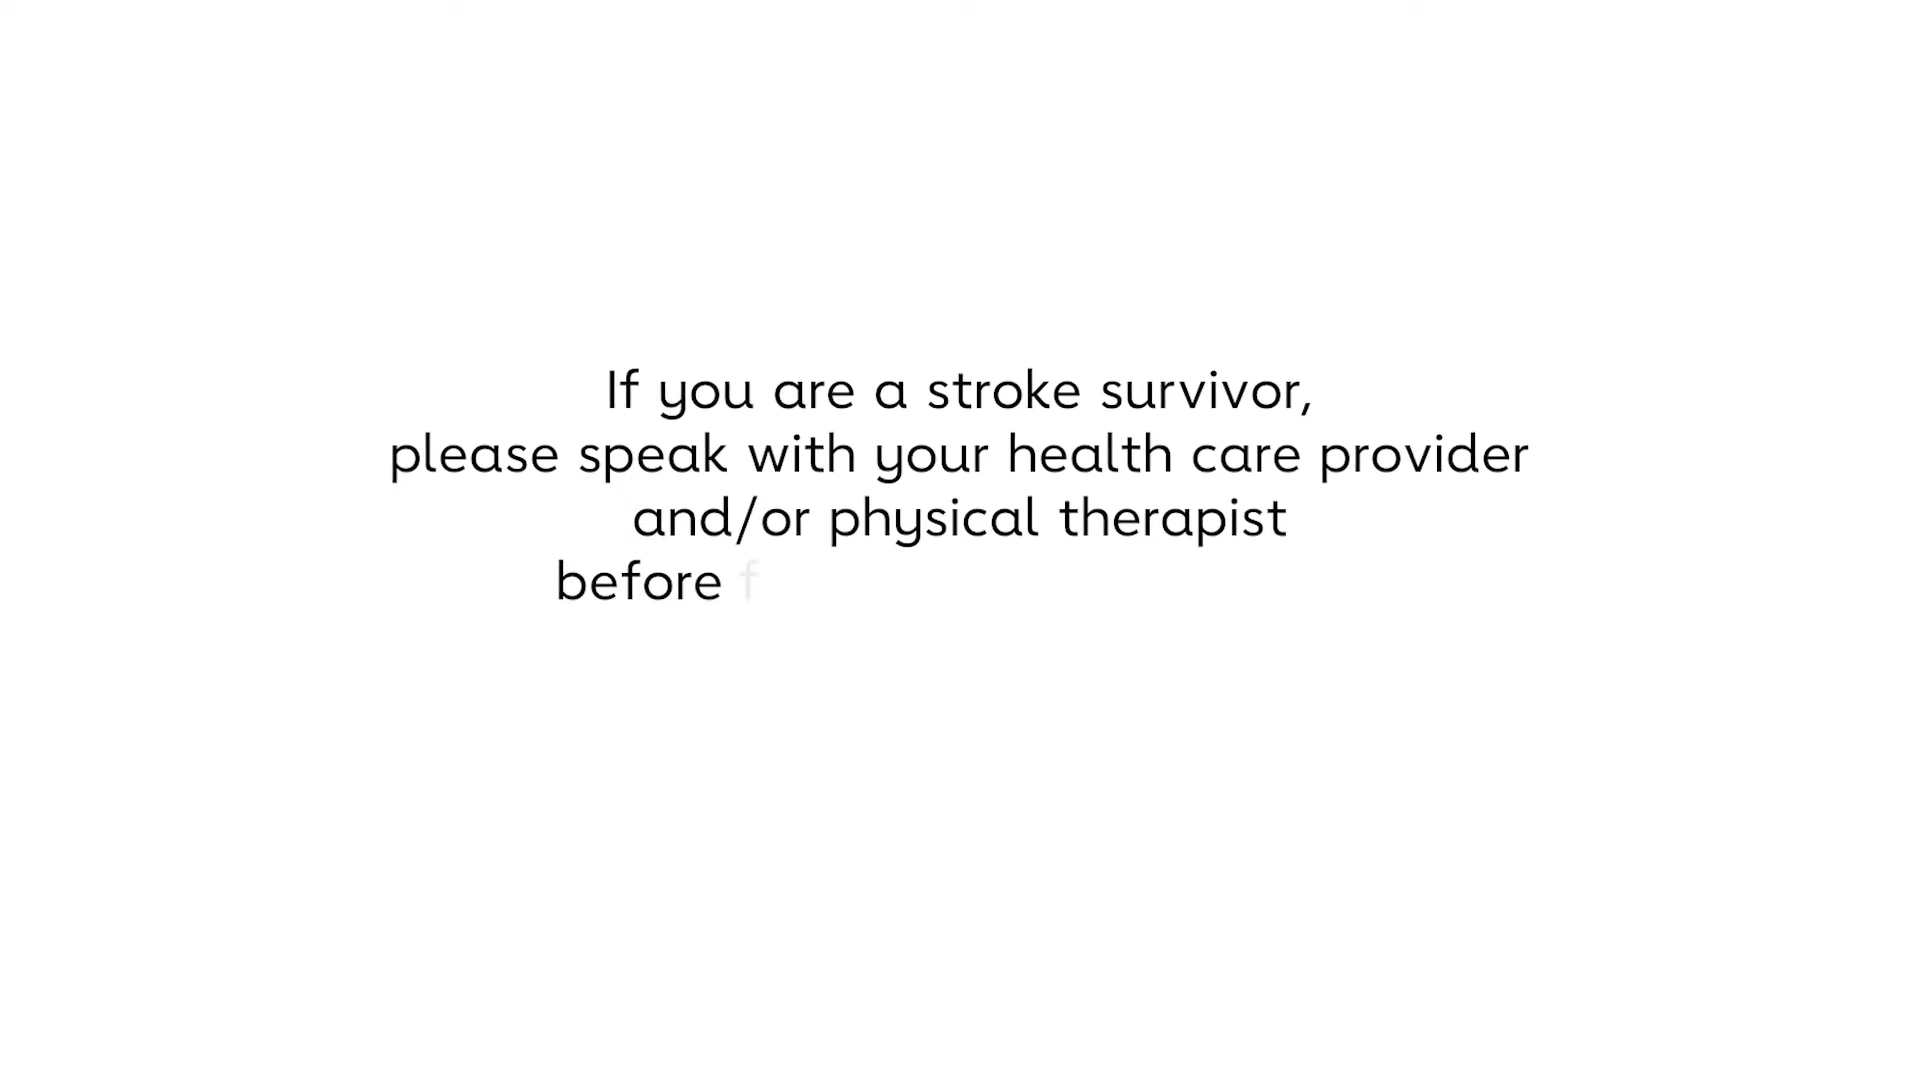 If you are a stroke survivor,
please speak with your health care provider
and/or physical therapist
before f